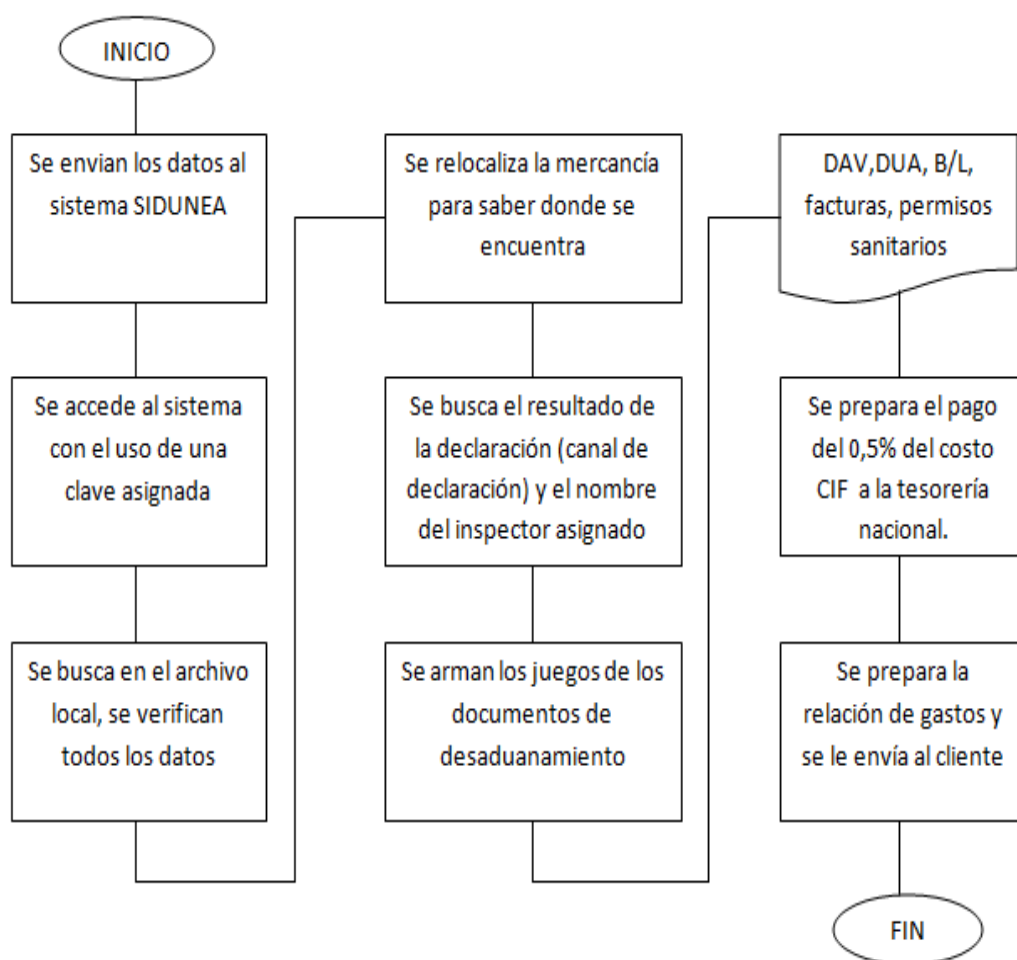 INICIO
Se envian los datos al
sistema SIDUNEA
Se accede al sistema
con el uso de una
clave asignada
Se busca en el archivo
local, se verifican
todos los datos
Se relocaliza la mercancía
para saber donde se
encuentra
Se busca el resultado de
la declaración (canal de
declaración) y el nombre
del inspector asignado
Se arman los juegos de los
documentos de
desaduanamiento
DAV,DUA, B/L,
facturas, permisos
sanitarios
Se prepara el pago
del 0,5% del costo
CIF a la tesorería
nacional.
Se prepara la
relación de gastos y
se le envía al cliente
FIN